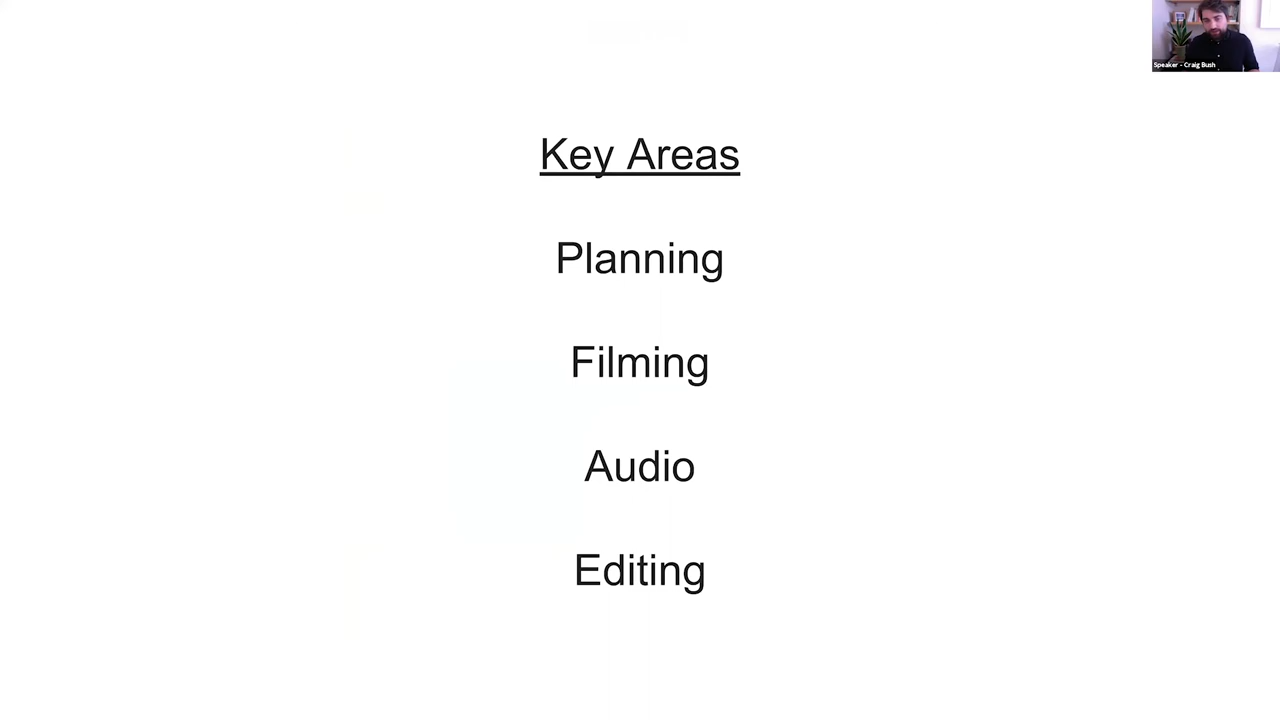 Speaker - Craig Bush
Key Areas
Planning
Filming
Audio
Editing